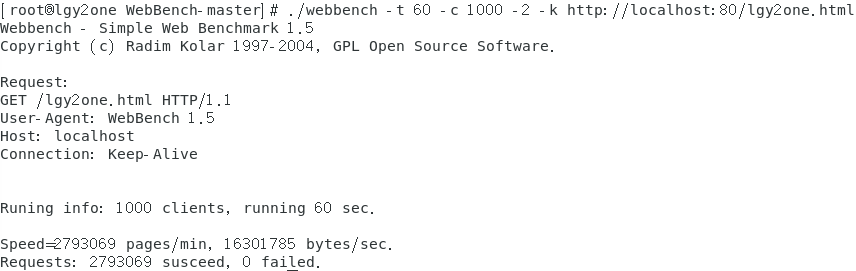 [root@lgy2one WebBench-master]# ./webbench -t 60 -c 1000 -2 -k http://localhost:80/lgy2one.html
Webbench - Simple Web Benchmark 1.5
Copyright (c) Radim Kolar 1997-2004, GPL Open Source Software.
Request:
GET /lgy2one.html HTTP/1.1
User-Agent: WebBench 1.5
Host: localhost
Connection: Keep-Alive
Runing info: 1000 clients, running 60 sec.
Speed=2793069 pages/min, 16301785 bytes/sec.
Requests: 2793069 susceed, 0 failed.